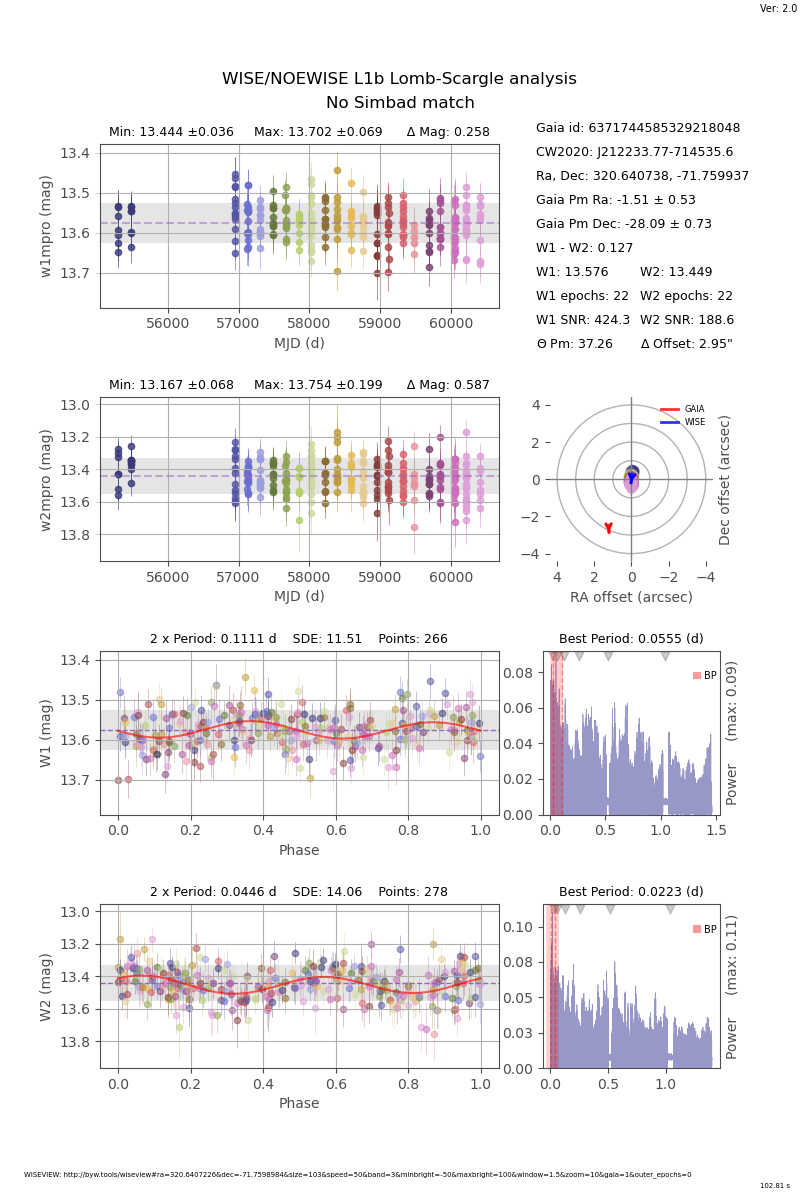 Ver: 2.0
WISE/NOEWISE L1b Lomb-Scargle analysis
No Simbad match
Min: 13.444 ±0.036 Max: 13.702 ±0.069 Δ Mag: 0.258
13.4
13.5
13.6
13.7
w1mpro (mag)
56000 57000 58000 59000 60000
MJD (d)
Gaia id: 6371744585329218048
CW2020: J212233.77-714535.6
Ra, Dec: 320.640738, -71.759937
Gaia Pm Ra: -1.51 ± 0.53
Gaia Pm Dec: -28.09 ± 0.73
W1 - W2: 0.127
W1: 13.576 W2: 13.449
W1 epochs: 22 W2 epochs: 22
W1 SNR: 424.3 W2 SNR: 188.6
Θ Pm: 37.26 Δ Offset: 2.95"
Min: 13.167 ±0.068 Max: 13.754 ±0.199 Δ Mag: 0.587
13.0
13.2
13.4
13.6
13.8
w2mpro (mag)
56000 57000 58000 59000 60000
MJD (d)
GAIA
WISE
4
2
0
−2
−4
4 2 0 −2 −4
RA offset (arcsec)
Dec offset (arcsec)
2 x Period: 0.1111 d SDE: 11.51 Points: 266
13.4
13.5
13.6
13.7
W1 (mag)
0.0 0.2 0.4 0.6 0.8 1.0
Phase
Best Period: 0.0555 (d)
BP
0.08
0.06
0.04
0.02
0.00
0.0 0.5 1.0 1.5
Power (max: 0.09)
2 x Period: 0.0446 d SDE: 14.06 Points: 278
13.0
13.2
13.4
13.6
13.8
W2 (mag)
0.0 0.2 0.4 0.6 0.8 1.0
Phase
Best Period: 0.0223 (d)
BP
0.10
0.08
0.05
0.03
0.00
0.0 0.5 1.0
Power (max: 0.11)
WISEVIEW: http://byw.tools/wiseview#ra=320.6407226&dec=-71.7598984&size=103&speed=50&band=3&minbright=-50&maxbright=100&window=1.5&zoom=10&gaia=1&outer_epochs=0
102.81 s